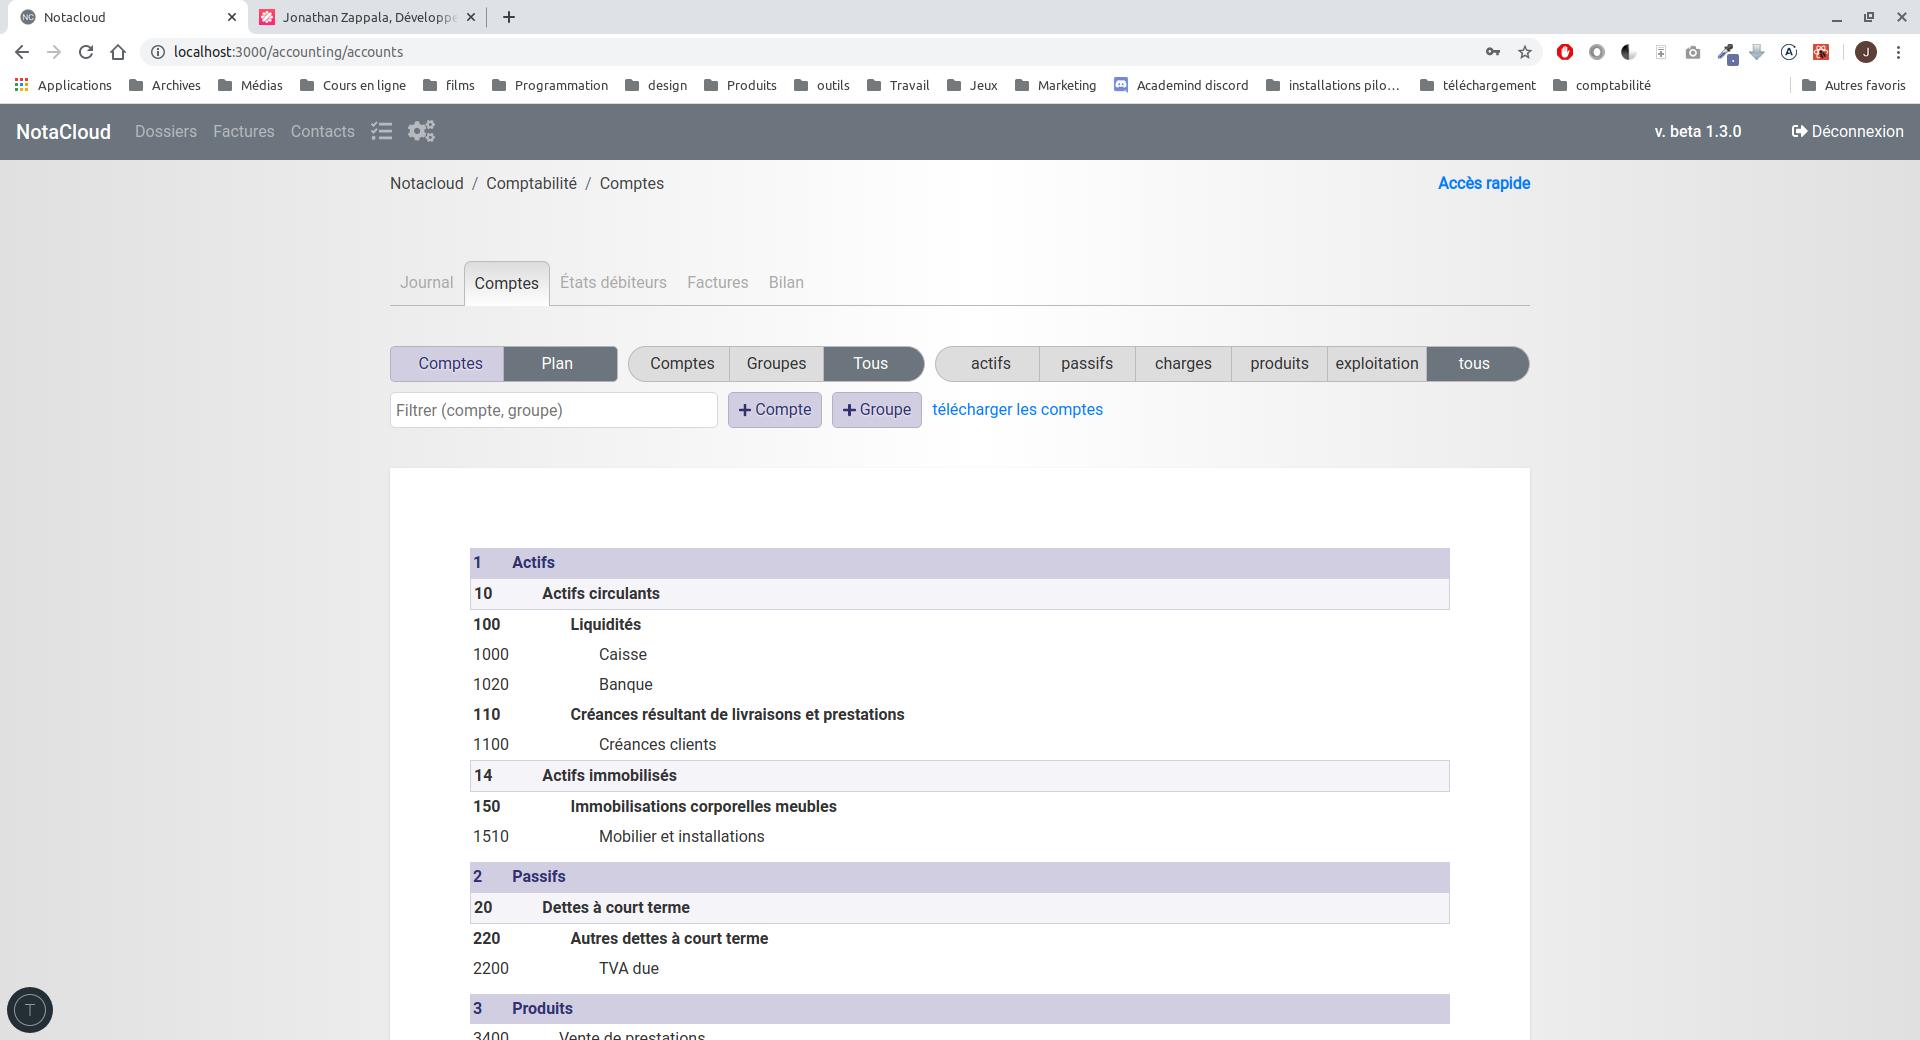 Notacloud
Jonathan Zappala, Développe
localhost:3000/accounting/accounts
Applications Archives Médias Cours en ligne films Programmation design Produits outils Travail Jeux Marketing Academind discord installations pilo... téléchargement comptabilité Autres favoris
NotaCloud Dossiers Factures Contacts v. beta 1.3.0 Déconnexion
Notacloud / Comptabilité / Comptes Accès rapide
Journal Comptes États débiteurs Factures Bilan
Comptes Plan Comptes Groupes Tous actifs passifs charges produits exploitation tous
Filtrer (compte, groupe) + Compte + Groupe télécharger les comptes
1 Actifs
10 Actifs circulants
100 Liquidités
1000 Caisse
1020 Banque
110 Créances résultant de livraisons et prestations
1100 Créances clients
14 Actifs immobilisés
150 Immobilisations corporelles meubles
1510 Mobilier et installations
2 Passifs
20 Dettes à court terme
220 Autres dettes à court terme
2200 TVA due
T
3 Produits
3400 Vente de prestations